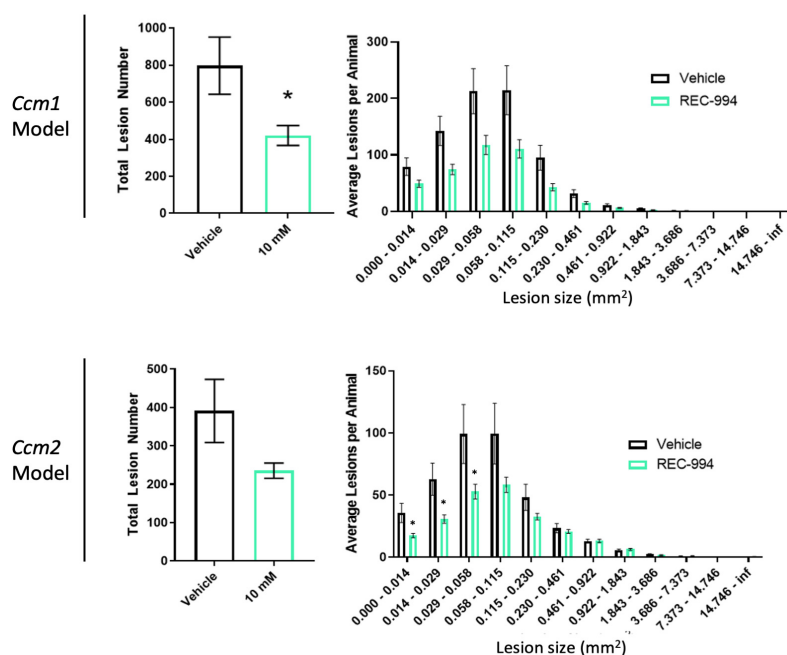 Ccm1
Model
Total Lesion Number
1000
800
600
400
200
0
*
Vehicle
10 mM
Average Lesions per Animal
300
200
100
0
Vehicle
REC-994
0.000 - 0.014
0.014 - 0.029
0.029 - 0.058
0.058 - 0.115
0.115 - 0.230
0.230 - 0.461
0.461 - 0.922
0.922 - 1.843
1.843 - 3.686
3.686 - 7.373
7.373 - 14.746
14.746 - inf
Lesion size (mm²)
Ccm2
Model
Total Lesion Number
500
400
300
200
100
0
Vehicle
10 mM
Average Lesions per Animal
150
100
50
0
* * *
Vehicle
REC-994
0.000 - 0.014
0.014 - 0.029
0.029 - 0.058
0.058 - 0.115
0.115 - 0.230
0.230 - 0.461
0.461 - 0.922
0.922 - 1.843
1.843 - 3.686
3.686 - 7.373
7.373 - 14.746
14.746 - inf
Lesion size (mm²)